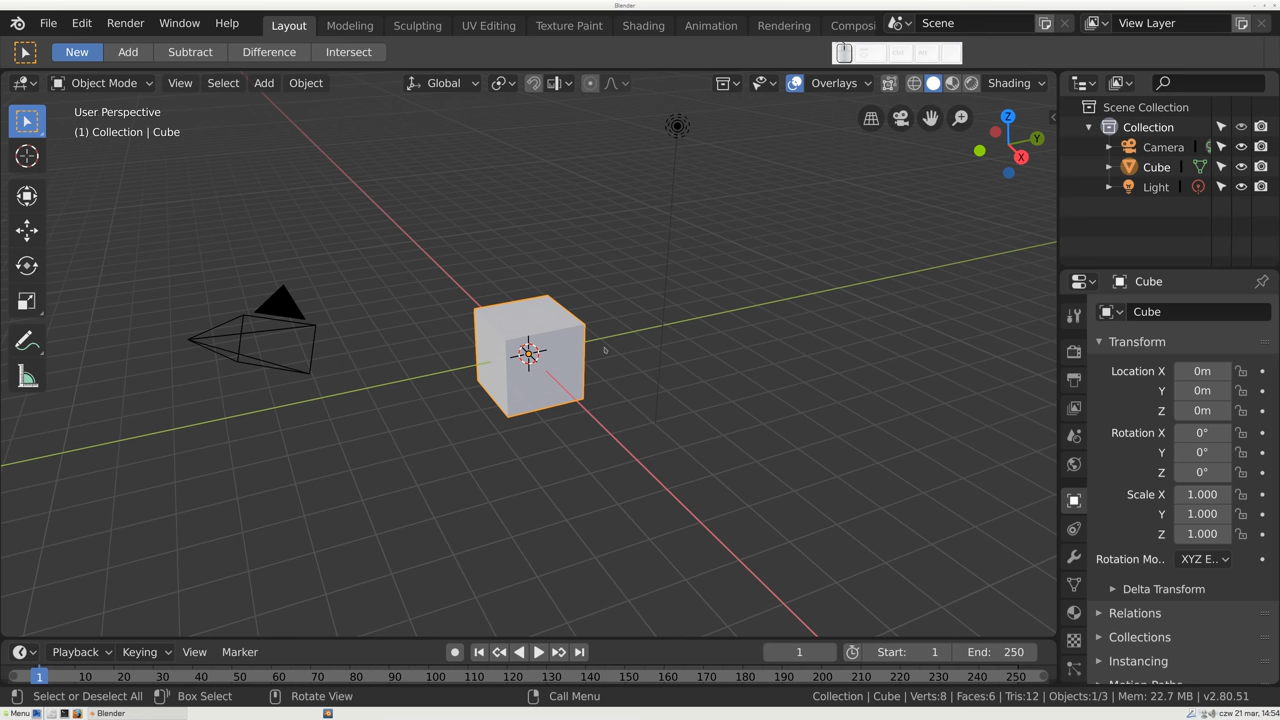 Blender
File Edit Render Window Help Layout Modeling Sculpting UV Editing Texture Paint Shading Animation Rendering Composi Scene View Layer
New Add Subtract Difference Intersect
Object Mode View Select Add Object Global Overlays Shading
User Perspective
(1) Collection | Cube
Z
Y
X
Scene Collection
Collection
Camera
Cube
Light
Cube
Cube
Transform
Location X 0m
Y 0m
Z 0m
Rotation X 0°
Y 0°
Z 0°
Scale X 1.000
Y 1.000
Z 1.000
Rotation Mo.. XYZ E..
Delta Transform
Relations
Collections
Instancing
Motion Paths
Playback Keying View Marker 1 Start: 1 End: 250
1 10 20 30 40 50 60 70 80 90 100 110 120 130 140 150 160 170 180 190 200 210 220 230 240 250
Select or Deselect All Box Select Rotate View Call Menu Collection | Cube | Verts:8 | Faces:6 | Tris:12 | Objects:1/3 | Mem: 22.7 MB | v2.80.51
Menu Blender czw 21 mar, 14:54